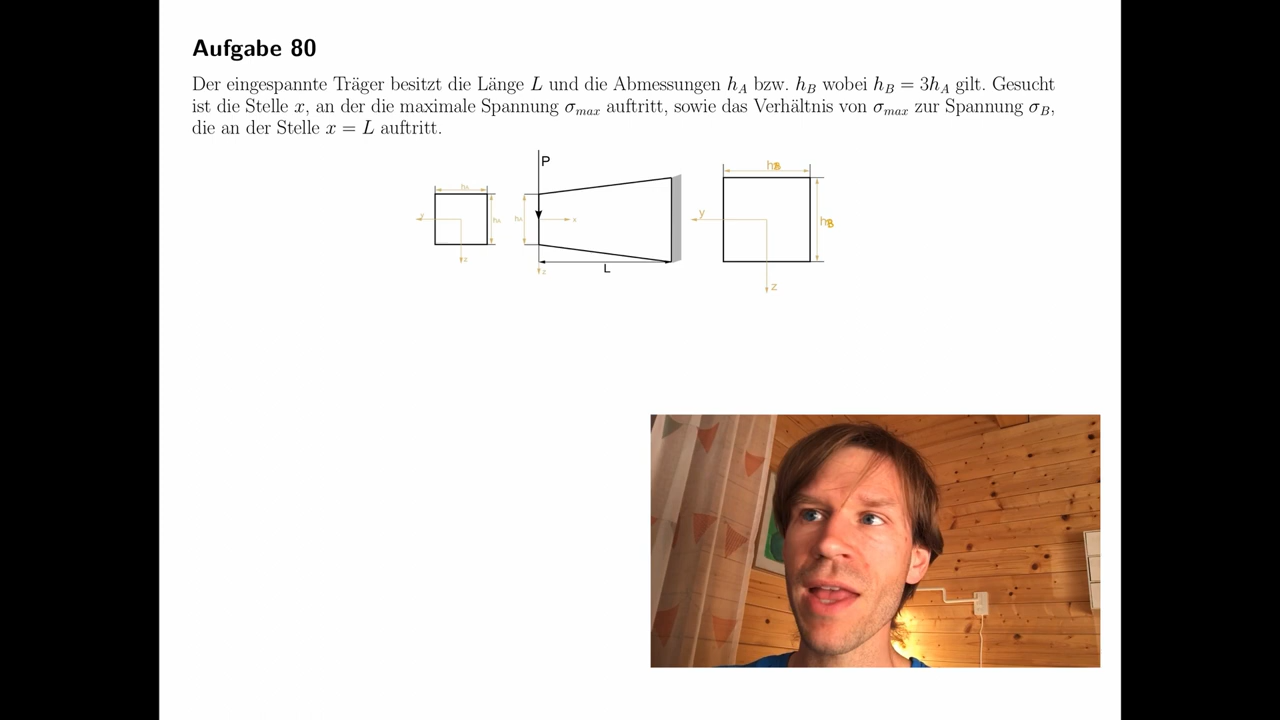 Aufgabe 80
Der eingespannte Träger besitzt die Länge L und die Abmessungen h_A bzw. h_B wobei h_B = 3h_A gilt. Gesucht
ist die Stelle x, an der die maximale Spannung σ_max auftritt, sowie das Verhältnis von σ_max zur Spannung σ_B,
die an der Stelle x = L auftritt.
P
y
z
x
z
L
y
z